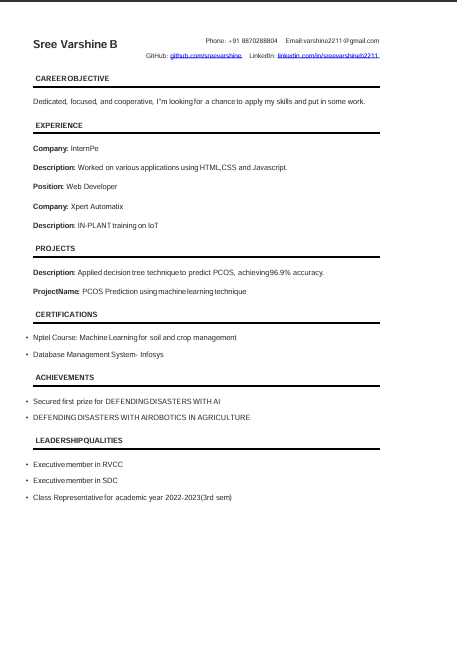 Sree Varshine B
Phone: +91 8870288804 Email:varshine2211@gmail.com
GitHub: github.com/sreevarshine LinkedIn: linkedin.com/in/sreevarshineb2211
CAREER OBJECTIVE
Dedicated, focused, and cooperative, I"m looking for a chance to apply my skills and put in some work.
EXPERIENCE
Company: InternPe
Description: Worked on various applications using HTML,CSS and Javascript.
Position: Web Developer
Company: Xpert Automatix
Description: IN-PLANT training on IoT
PROJECTS
Description: Applied decision tree technique to predict PCOS, achieving 96.9% accuracy.
ProjectName: PCOS Prediction using machine learning technique
CERTIFICATIONS
• Nptel Course: Machine Learning for soil and crop management
• Database Management System- Infosys
ACHIEVEMENTS
• Secured first prize for DEFENDING DISASTERS WITH AI
• DEFENDING DISASTERS WITH AIROBOTICS IN AGRICULTURE
LEADERSHIP QUALITIES
• Executive member in RVCC
• Executive member in SDC
• Class Representative for academic year 2022-2023(3rd sem)